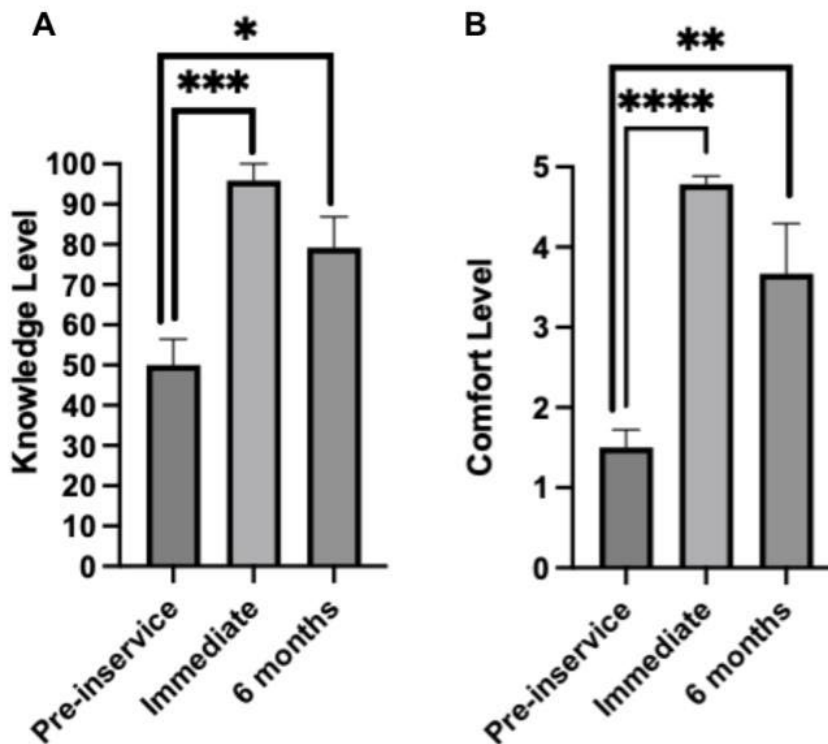 A
*
***
Knowledge Level
100
90
80
70
60
50
40
30
20
10
0
Pre-inservice
Immediate
6 months
B
**
****
Comfort Level
5
4
3
2
1
0
Pre-inservice
Immediate
6 months